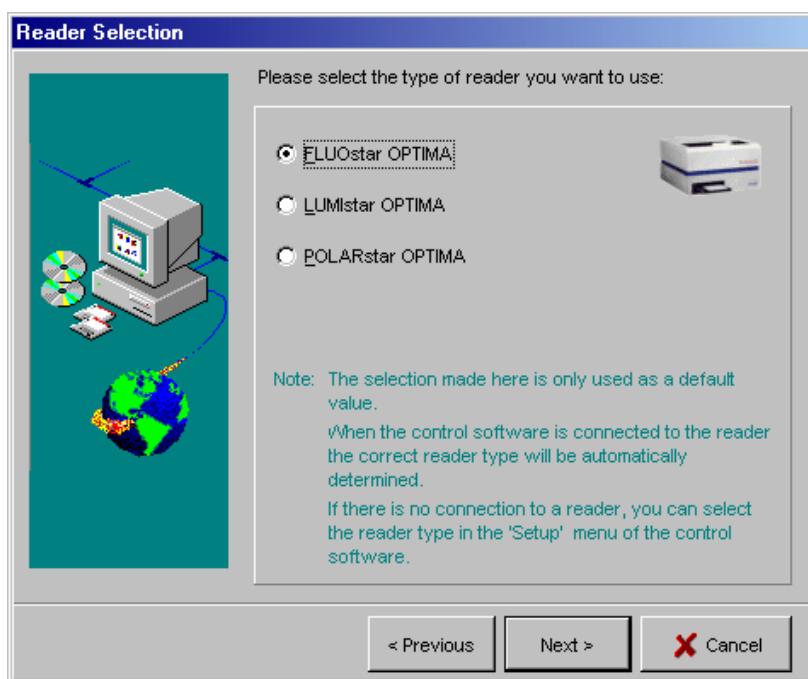 Reader Selection
Please select the type of reader you want to use:
FLUOstar OPTIMA
LUMIstar OPTIMA
POLARstar OPTIMA
Note: The selection made here is only used as a default
value.
When the control software is connected to the reader
the correct reader type will be automatically
determined.
If there is no connection to a reader, you can select
the reader type in the 'Setup' menu of the control
software.
< Previous
Next >
Cancel